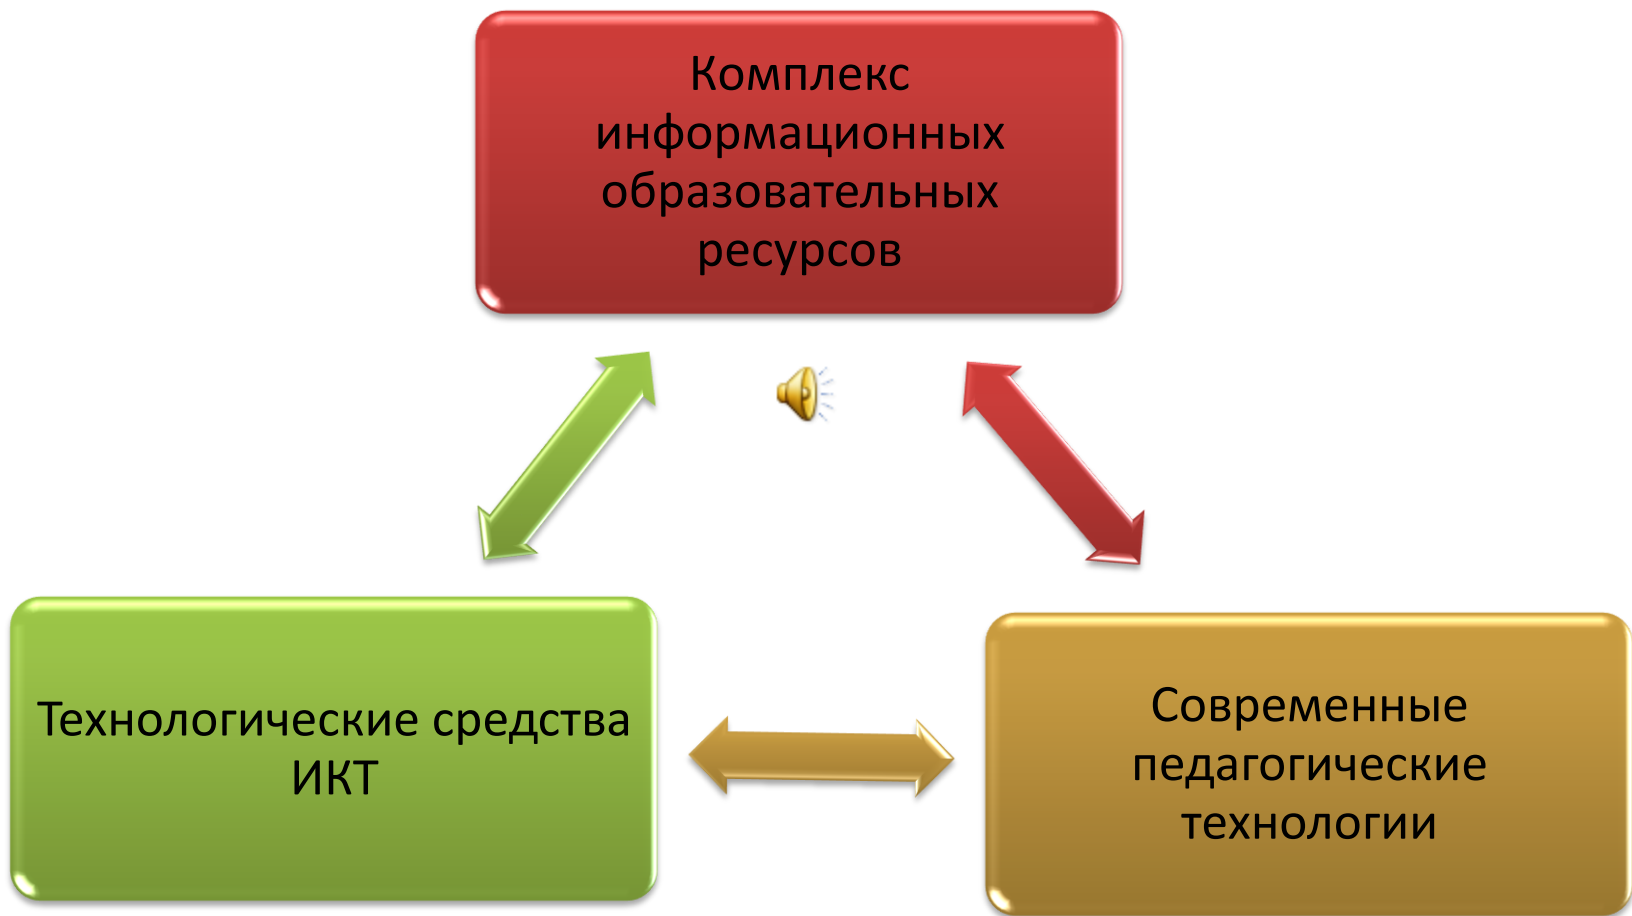 Комплекс
информационных
образовательных
ресурсов
Технологические средства
ИКТ
Современные
педагогические
технологии